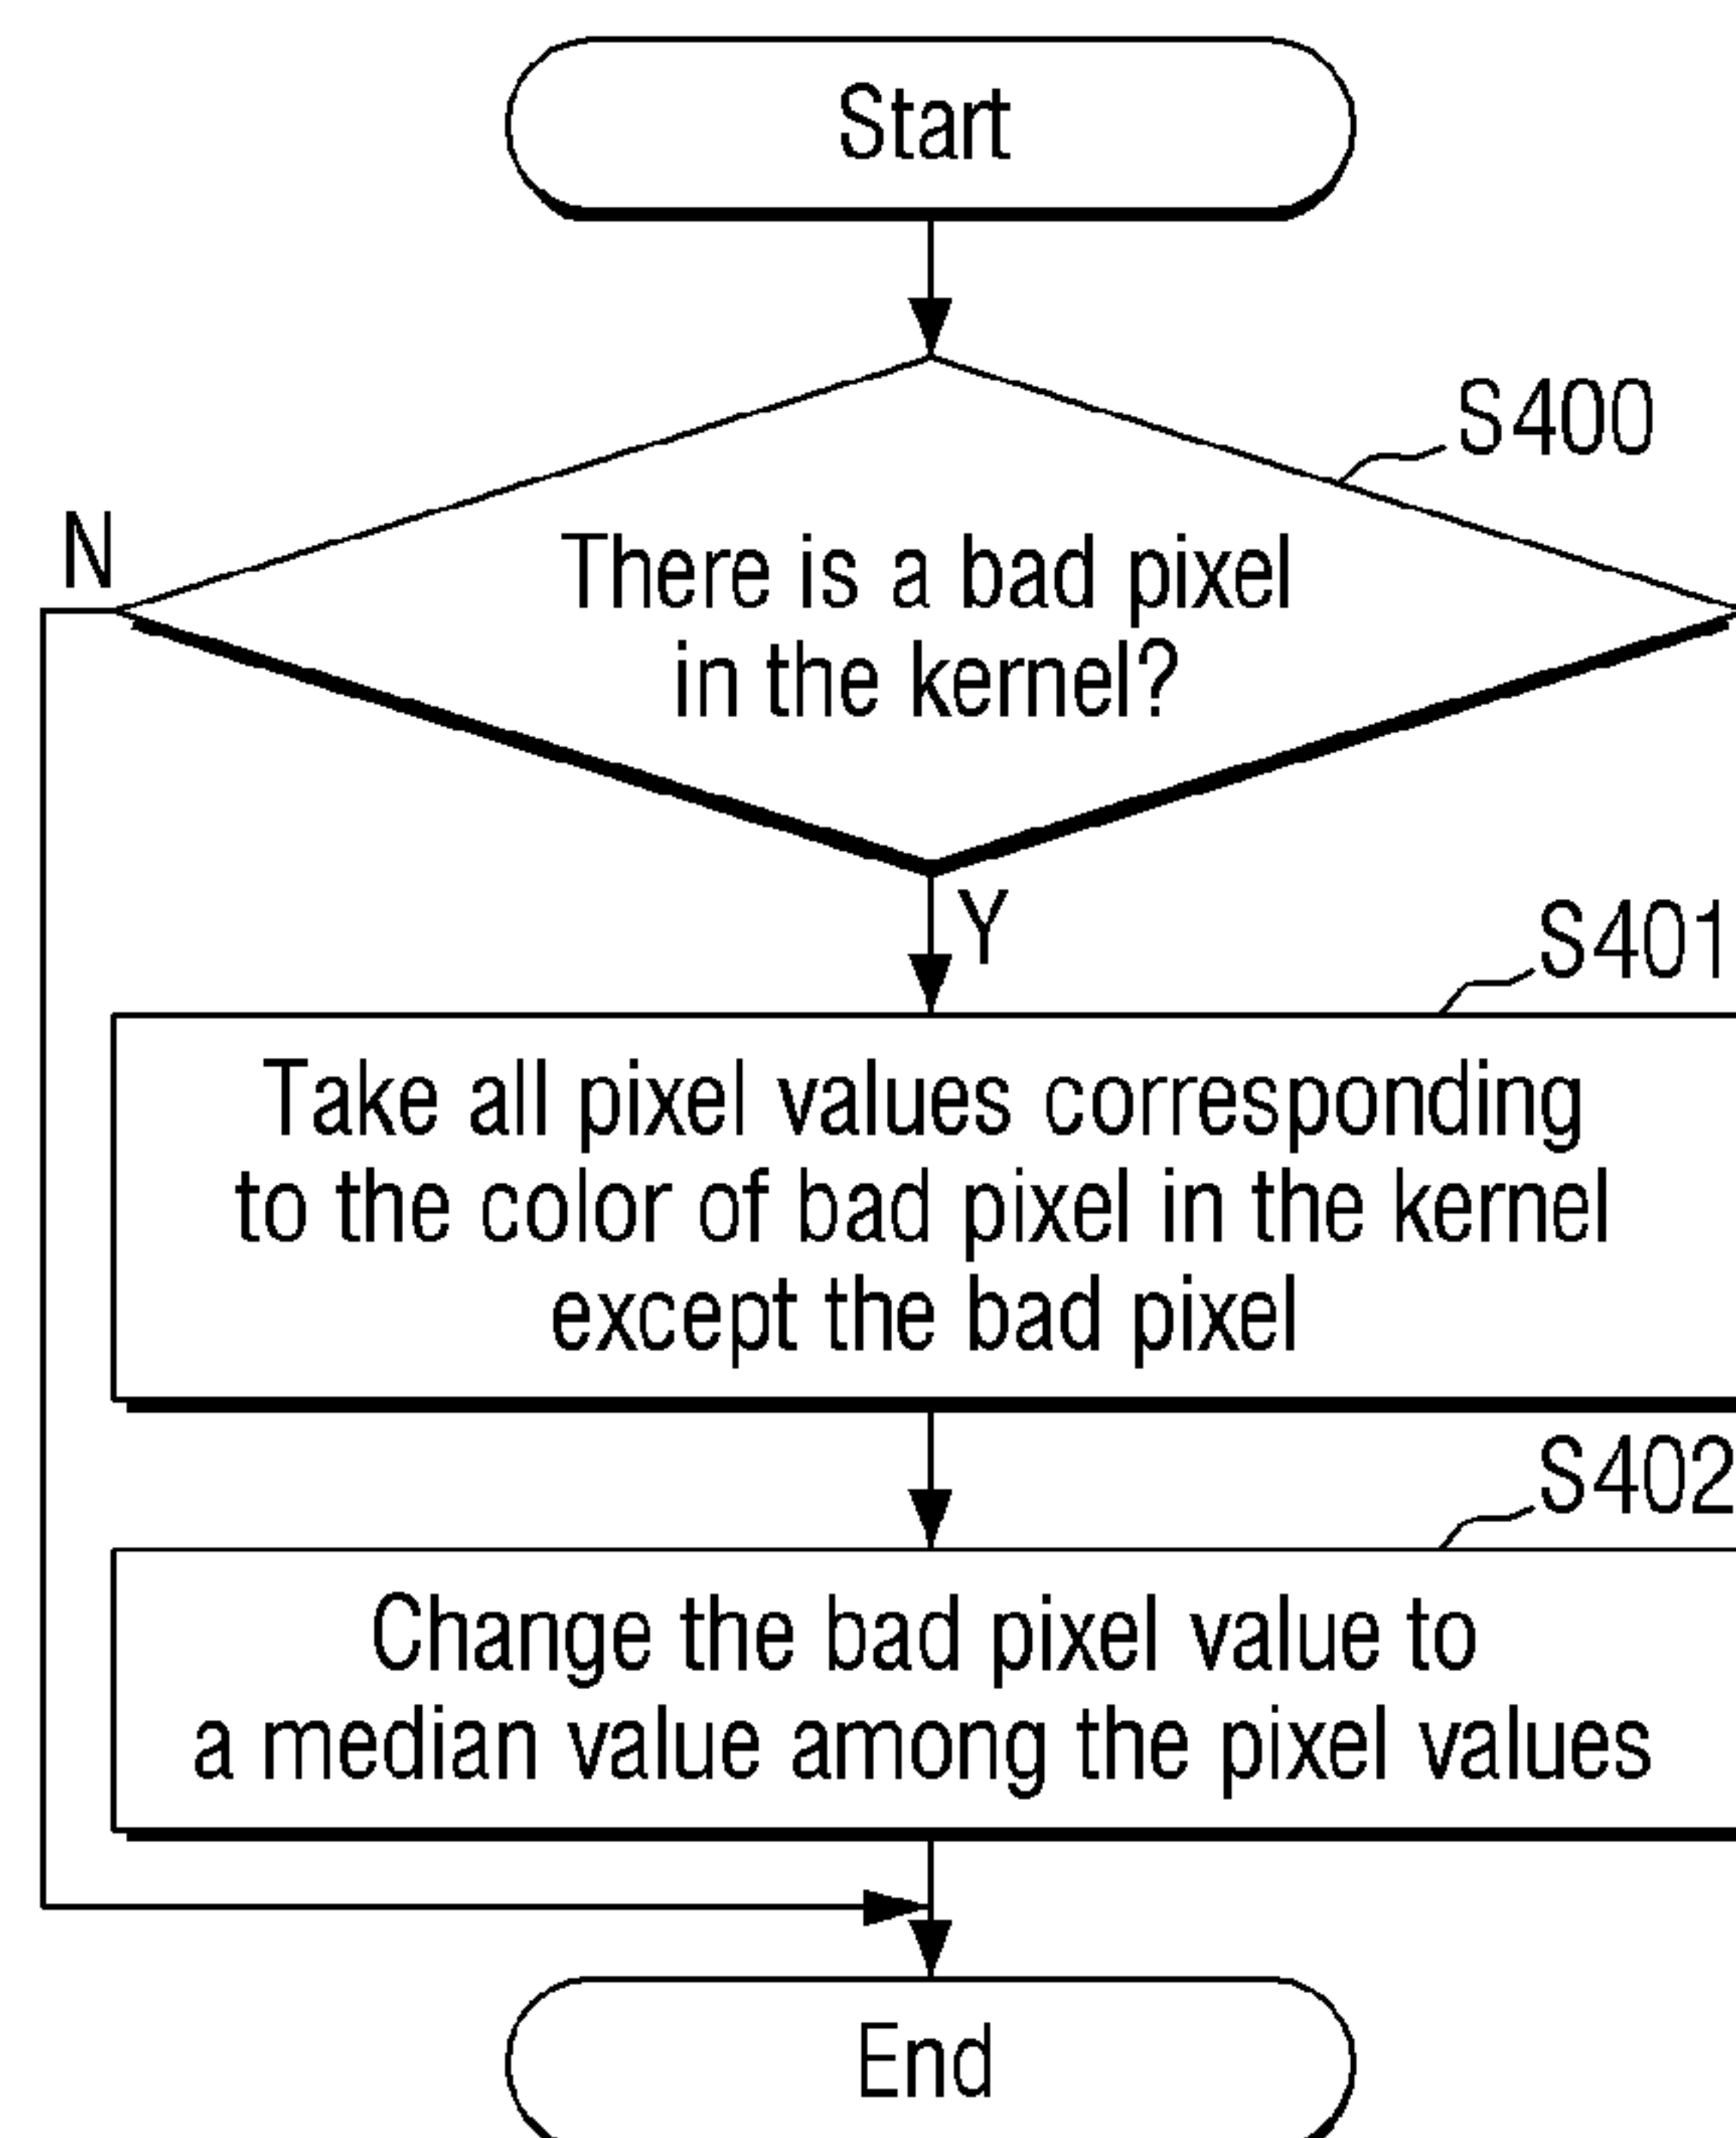 Start
S400
N
There is a bad pixel
in the kernel?
Y
S401
Take all pixel values corresponding
to the color of bad pixel in the kernel
except the bad pixel
S402
Change the bad pixel value to
a median value among the pixel values
End